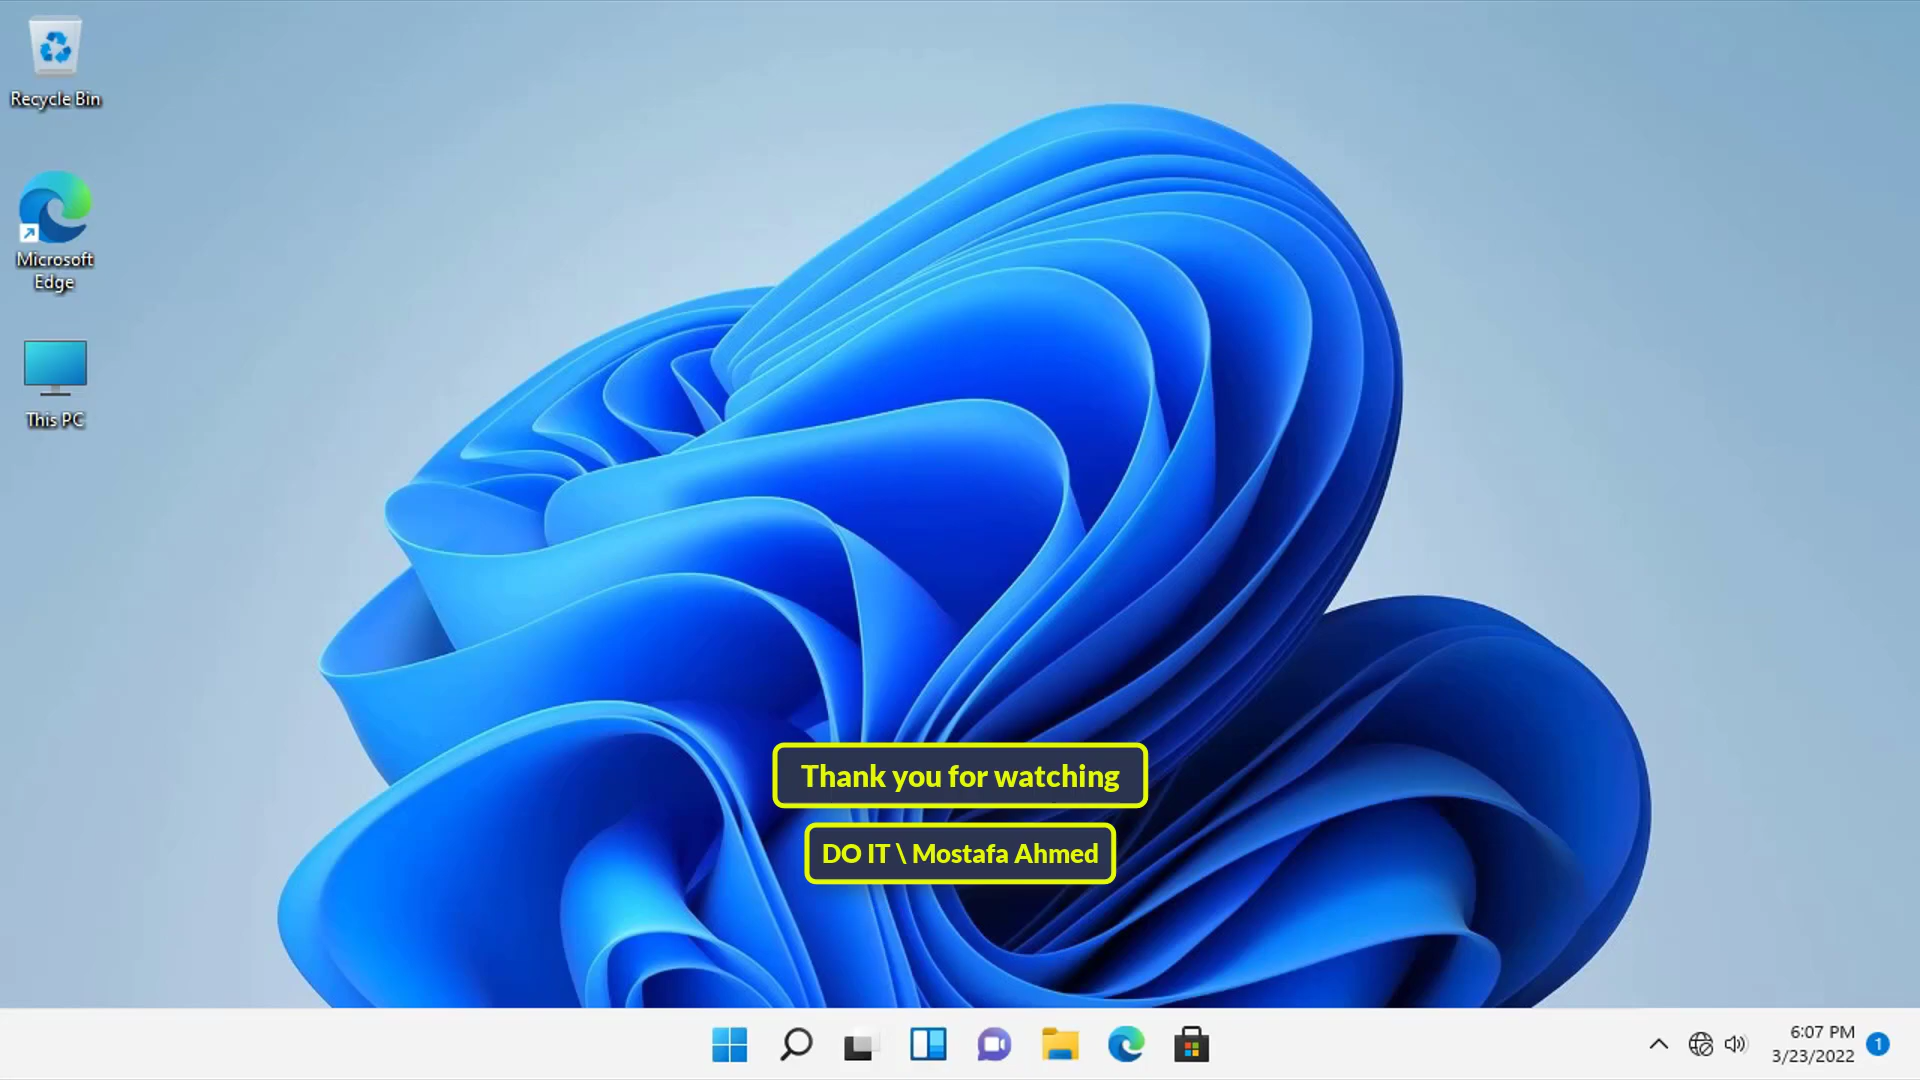 Recycle Bin
Microsoft
Edge
This PC
Thank you for watching
DO IT \ Mostafa Ahmed
6:07 PM
3/23/2022
1